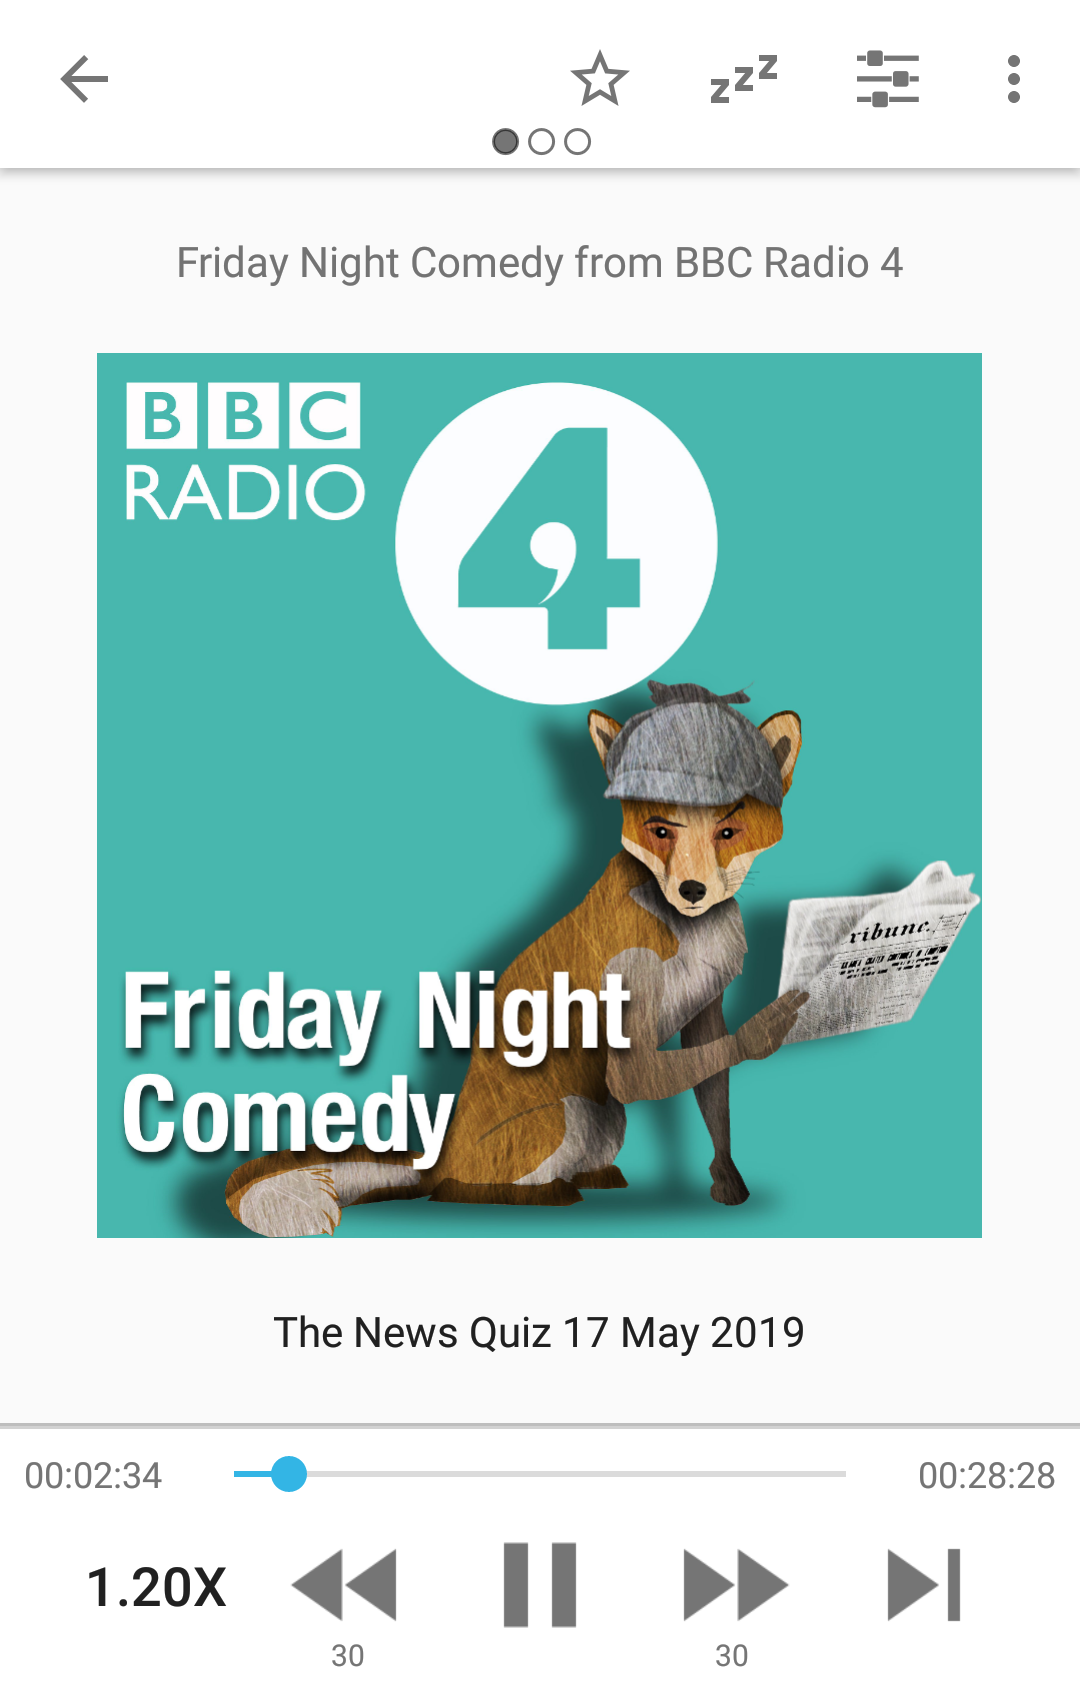 zzz
Friday Night Comedy from BBC Radio 4
BBC
RADIO
4
ribune.
Friday Night
Comedy
The News Quiz 17 May 2019
00:02:34
00:28:28
1.20X
30
30